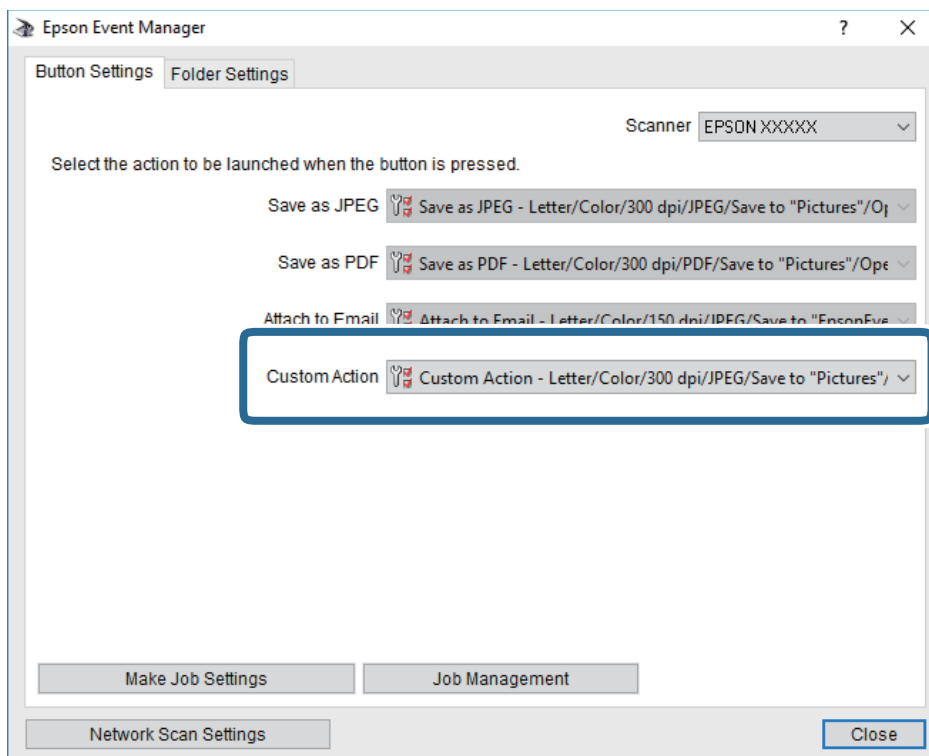 Epson Event Manager
Button Settings Folder Settings
Scanner EPSON XXXXX
Select the action to be launched when the button is pressed.
Save as JPEG Save as JPEG - Letter/Color/300 dpi/JPEG/Save to "Pictures"/Op
Save as PDF Save as PDF - Letter/Color/300 dpi/PDF/Save to "Pictures"/Ope
Attach to Email Attach to Email - Letter/Color/150 dpi/JPEG/Save to "EpsonEve
Custom Action Custom Action - Letter/Color/300 dpi/JPEG/Save to "Pictures"/
Make Job Settings Job Management
Network Scan Settings Close